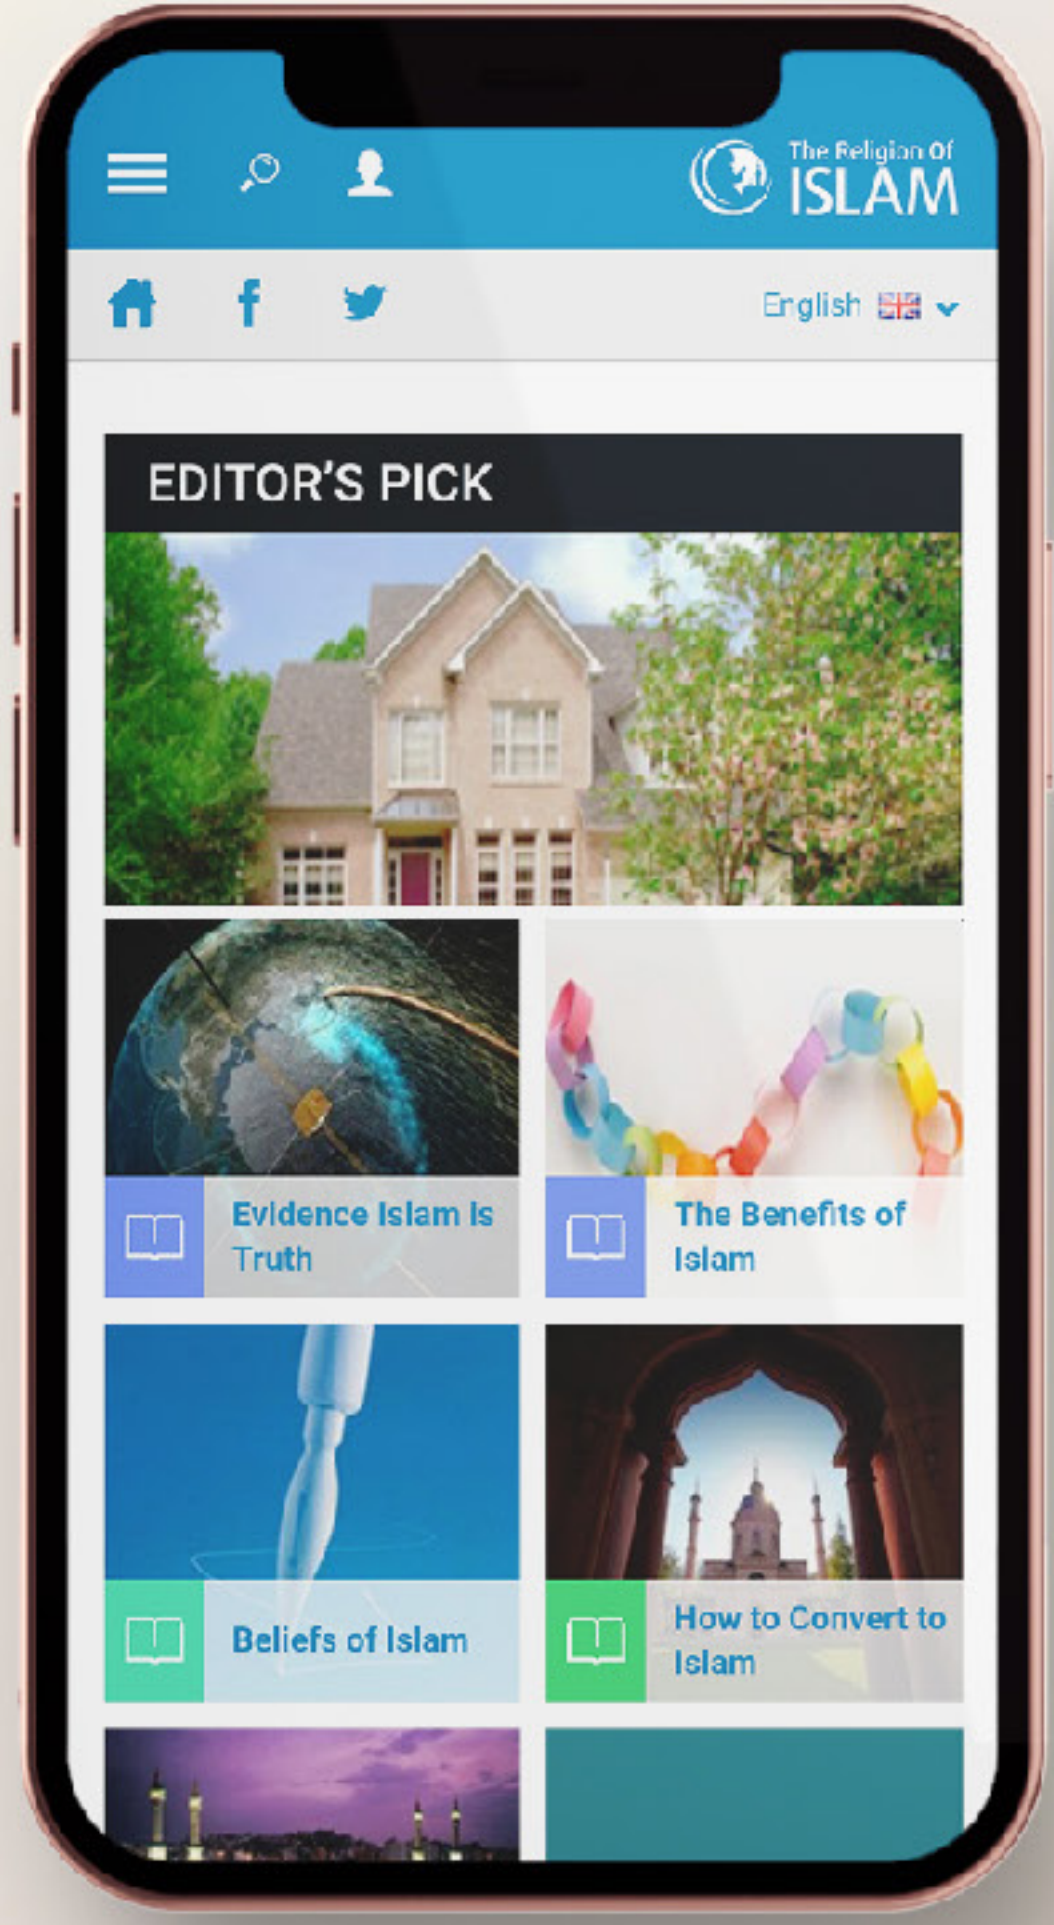 The Religion Of
ISLAM
English
EDITOR'S PICK
Evidence Islam is
Truth
The Benefits of
Islam
Beliefs of Islam
How to Convert to
Islam